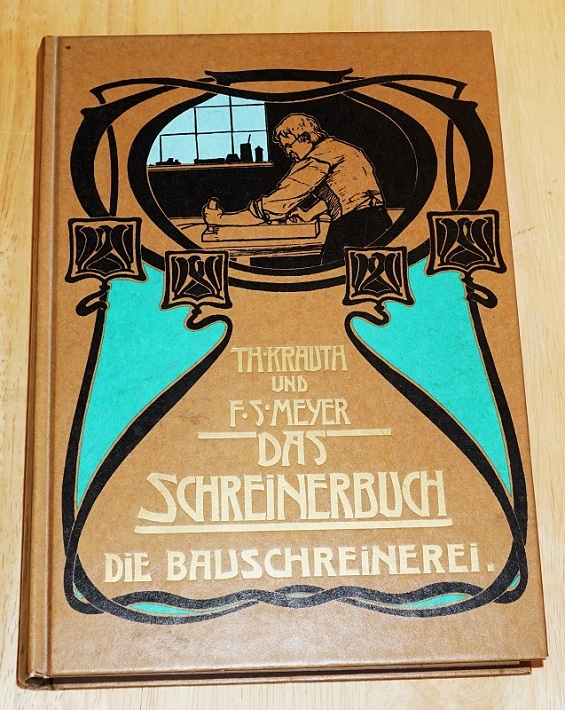 TH·KRAUTH
UND
F·S·MEYER
DAS
SCHREiNERBUCH
DiE BAUSCHREiNEREi.